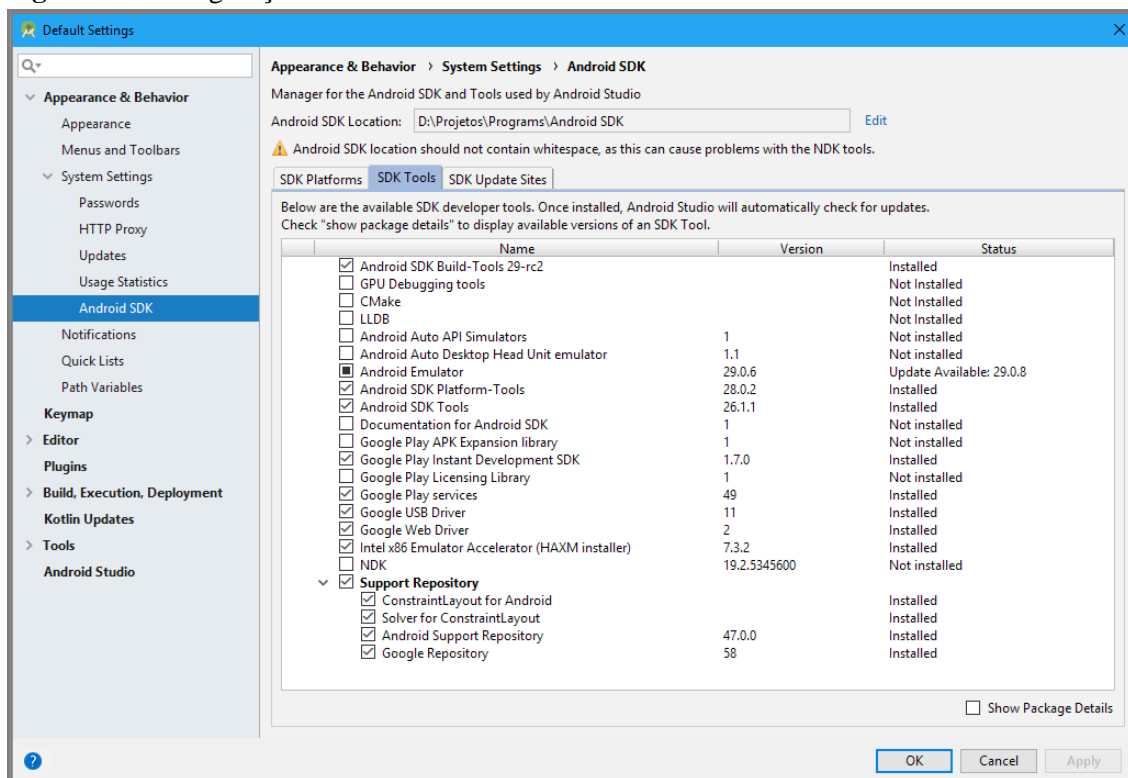 Default Settings
Appearance & Behavior
Appearance
Menus and Toolbars
System Settings
Passwords
HTTP Proxy
Updates
Usage Statistics
Android SDK
Notifications
Quick Lists
Path Variables
Keymap
Editor
Plugins
Build, Execution, Deployment
Kotlin Updates
Tools
Android Studio
Appearance & Behavior > System Settings > Android SDK
Manager for the Android SDK and Tools used by Android Studio
Android SDK Location: D:\Projetos\Programs\Android SDK Edit
Android SDK location should not contain whitespace, as this can cause problems with the NDK tools.
SDK Platforms SDK Tools SDK Update Sites
Below are the available SDK developer tools. Once installed, Android Studio will automatically check for updates.
Check "show package details" to display available versions of an SDK Tool.
Name Version Status
Android SDK Build-Tools 29-rc2 Installed
GPU Debugging tools Not Installed
CMake Not Installed
LLDB Not Installed
Android Auto API Simulators 1 Not installed
Android Auto Desktop Head Unit emulator 1.1 Not installed
Android Emulator 29.0.6 Update Available: 29.0.8
Android SDK Platform-Tools 28.0.2 Installed
Android SDK Tools 26.1.1 Installed
Documentation for Android SDK 1 Not installed
Google Play APK Expansion library 1 Not installed
Google Play Instant Development SDK 1.7.0 Installed
Google Play Licensing Library 1 Not installed
Google Play services 49 Installed
Google USB Driver 11 Installed
Google Web Driver 2 Installed
Intel x86 Emulator Accelerator (HAXM installer) 7.3.2 Installed
NDK 19.2.5345600 Not installed
Support Repository
ConstraintLayout for Android Installed
Solver for ConstraintLayout Installed
Android Support Repository 47.0.0 Installed
Google Repository 58 Installed
Show Package Details
? OK Cancel Apply